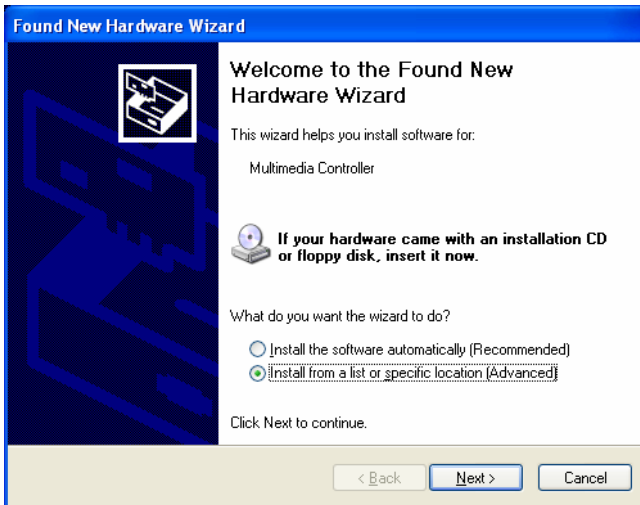 Found New Hardware Wizard
Welcome to the Found New
Hardware Wizard
This wizard helps you install software for:
Multimedia Controller
If your hardware came with an installation CD
or floppy disk, insert it now.
What do you want the wizard to do?
Install the software automatically (Recommended)
Install from a list or specific location (Advanced)
Click Next to continue.
< Back Next > Cancel